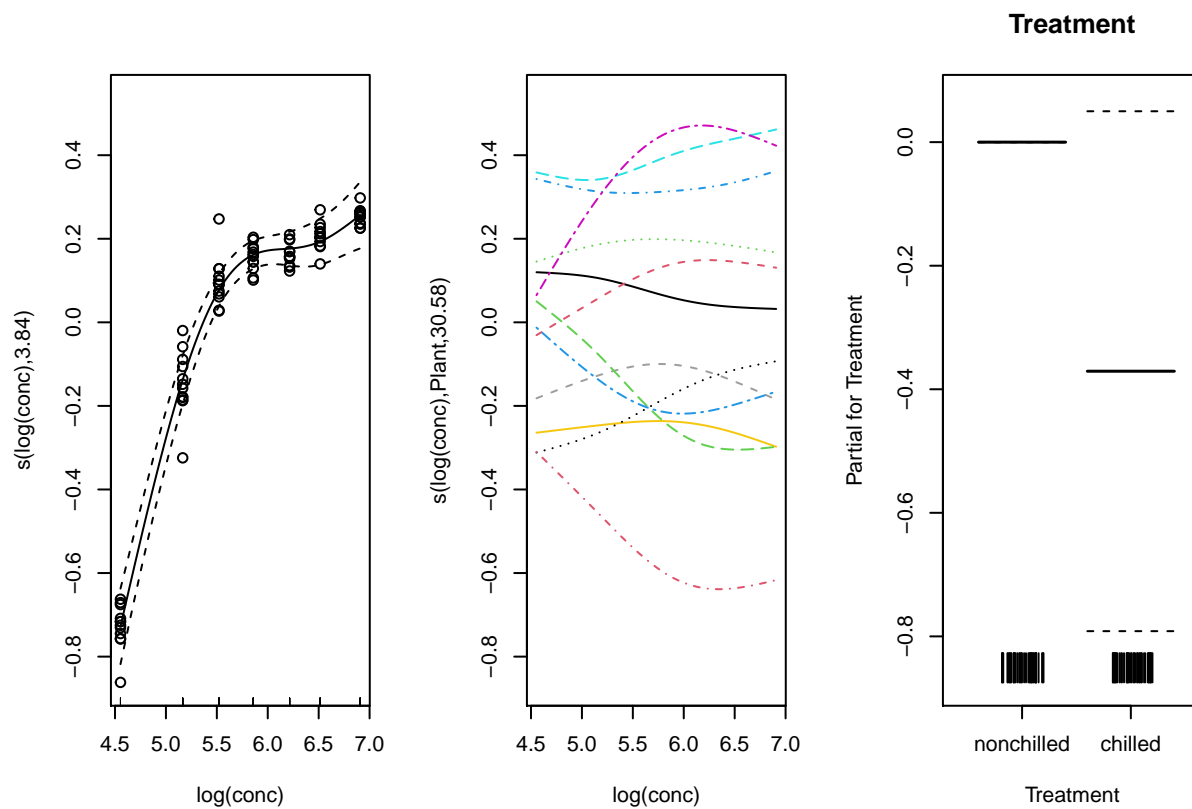 Treatment
s(log(conc),3.84)
0.4
0.2
0.0
−0.2
−0.4
−0.6
−0.8
4.5 5.0 5.5 6.0 6.5 7.0
log(conc)
s(log(conc),Plant,30.58)
0.4
0.2
0.0
−0.2
−0.4
−0.6
−0.8
4.5 5.0 5.5 6.0 6.5 7.0
log(conc)
Partial for Treatment
0.0
−0.2
−0.4
−0.6
−0.8
nonchilled chilled
Treatment